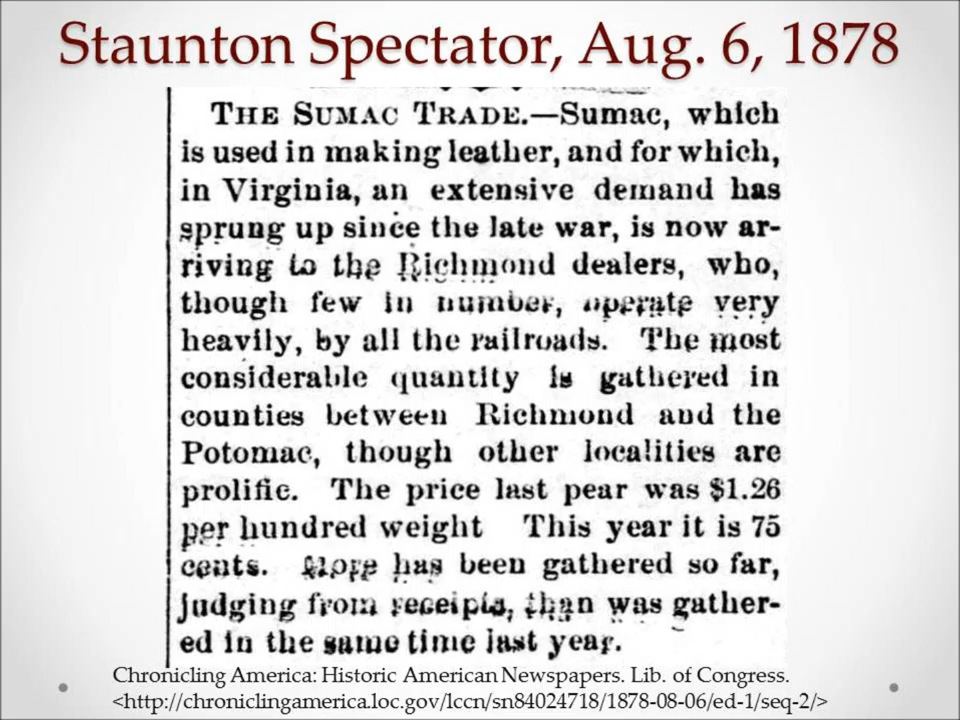 Staunton Spectator, Aug. 6, 1878
THE SUMAC TRADE.—Sumac, which
is used in making leather, and for which,
in Virginia, an extensive demand has
sprung up since the late war, is now ar-
riving to the Richmond dealers, who,
though few in number, operate very
heavily, by all the railroads. The most
considerable quantity is gathered in
counties between Richmond and the
Potomac, though other localities are
prolific. The price last pear was $1.26
per hundred weight This year it is 75
cents. More has been gathered so far,
judging from receipts, than was gather-
ed in the same time last year.
Chronicling America: Historic American Newspapers. Lib. of Congress.
<http://chroniclingamerica.loc.gov/lccn/sn84024718/1878-08-06/ed-1/seq-2/>